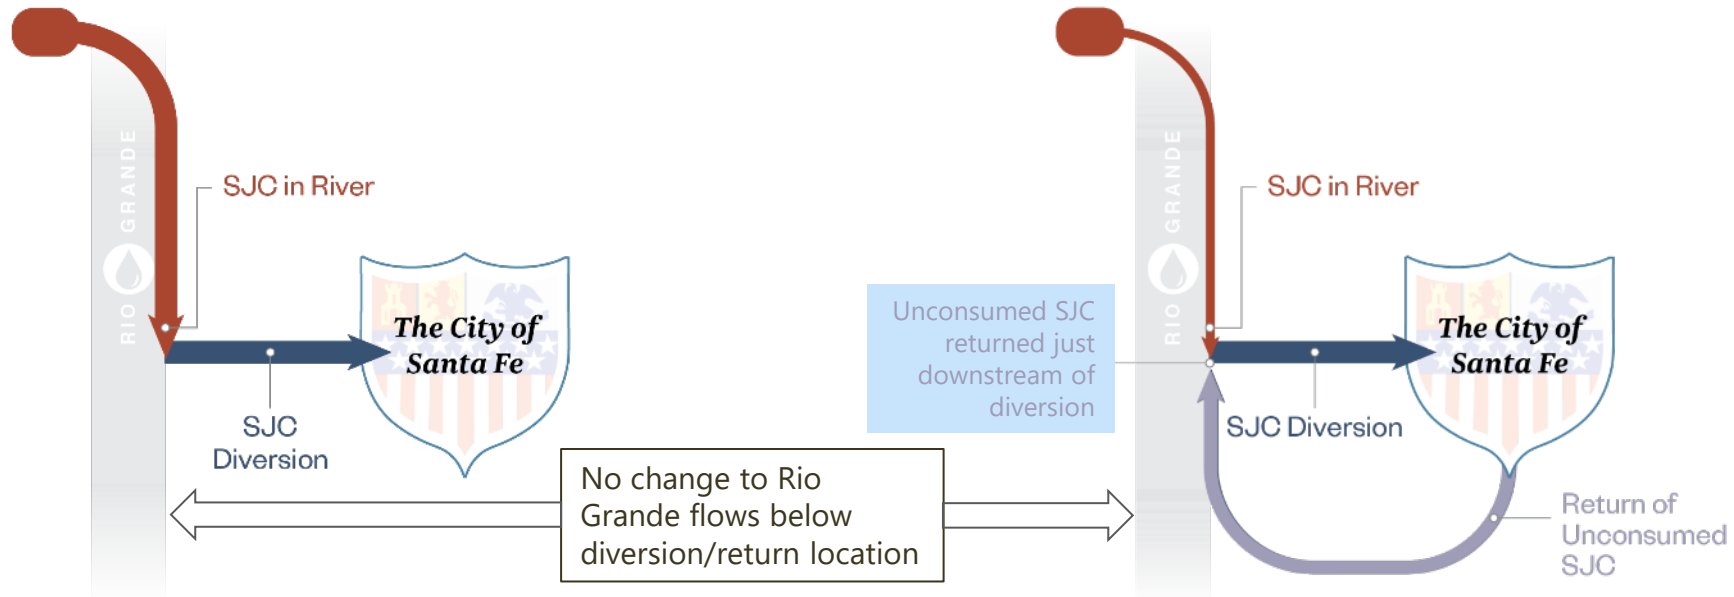 RIO GRANDE
SJC in River
The City of
Santa Fe
SJC
Diversion
No change to Rio
Grande flows below
diversion/return location
Unconsumed SJC
returned just
downstream of
diversion
RIO GRANDE
SJC in River
The City of
Santa Fe
SJC Diversion
Return of
Unconsumed
SJC